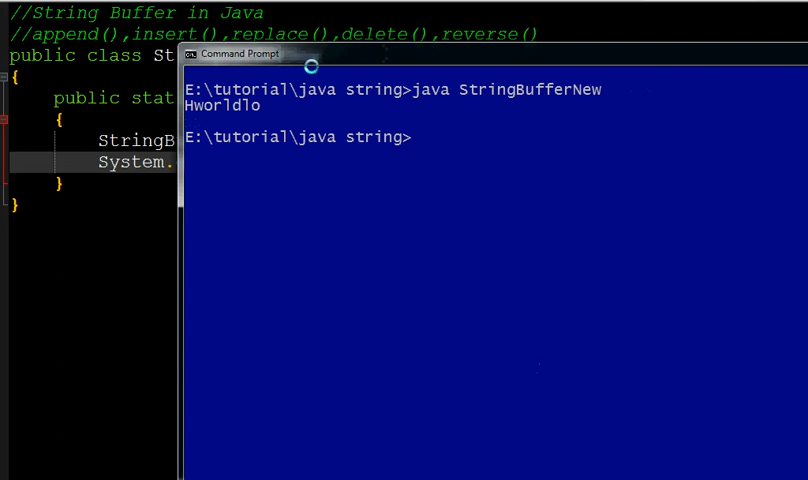 //String Buffer in Java
//append(),insert(),replace(),delete(),reverse()
public class St
Command Prompt
{
E:\tutorial\java string>java StringBufferNew
public stat
Hworldlo
{
E:\tutorial\java string>
StringB
System.
}
}